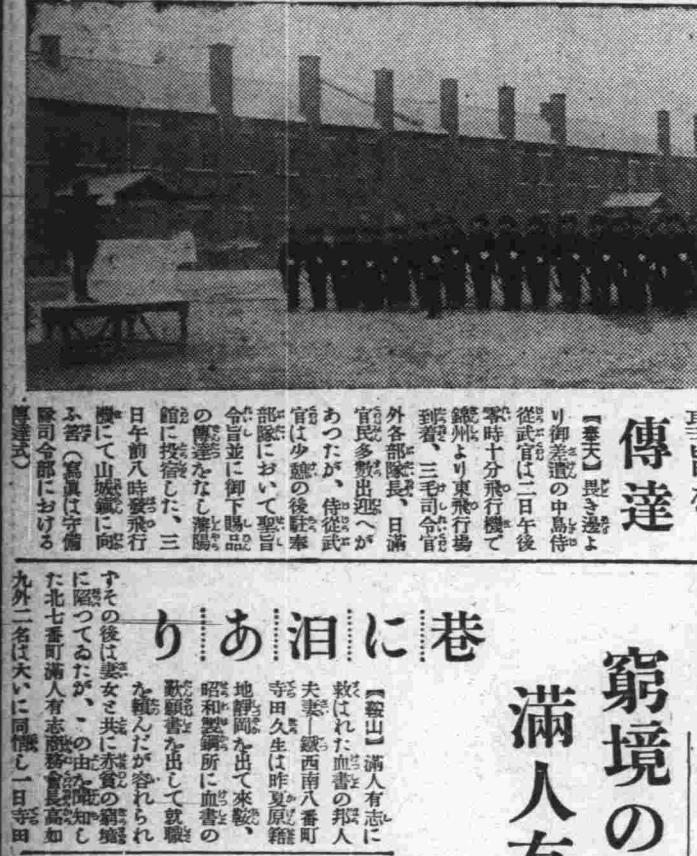 傳達
【奉天】畏き邊よ
り御差遣の中島侍
從武官は二日午後
零時十分飛行機で
錦州より東飛行場
到着、三毛司令官
外各部隊長、日滿
官民多數出迎へが
あつたが、侍從武
官は少憩の後駐奉
部隊において聖旨
令旨並に御下賜品
の傳達をなし瀋陽
館に投宿した、三
日午前八時發飛行
機にて山城鎭に向
ふ筈（寫眞は守備
隊司令部における
傳達式）
窮境の
滿人有
巷に泪あり
【鞍山】滿人有志に
救はれた血書の邦人
夫妻―鐵西南八番町
寺田久生は昨夏原籍
地靜岡を出て來鞍、
昭和製鋼所に血書の
歎願書を出して就職
を頼んだが容れられ
ずその後は妻女と共に赤貧の窮境
に陷つてゐたが、この由を聞知し
た北七番町滿人有志商務會長高如
九外二名は大いに同情し一日寺田